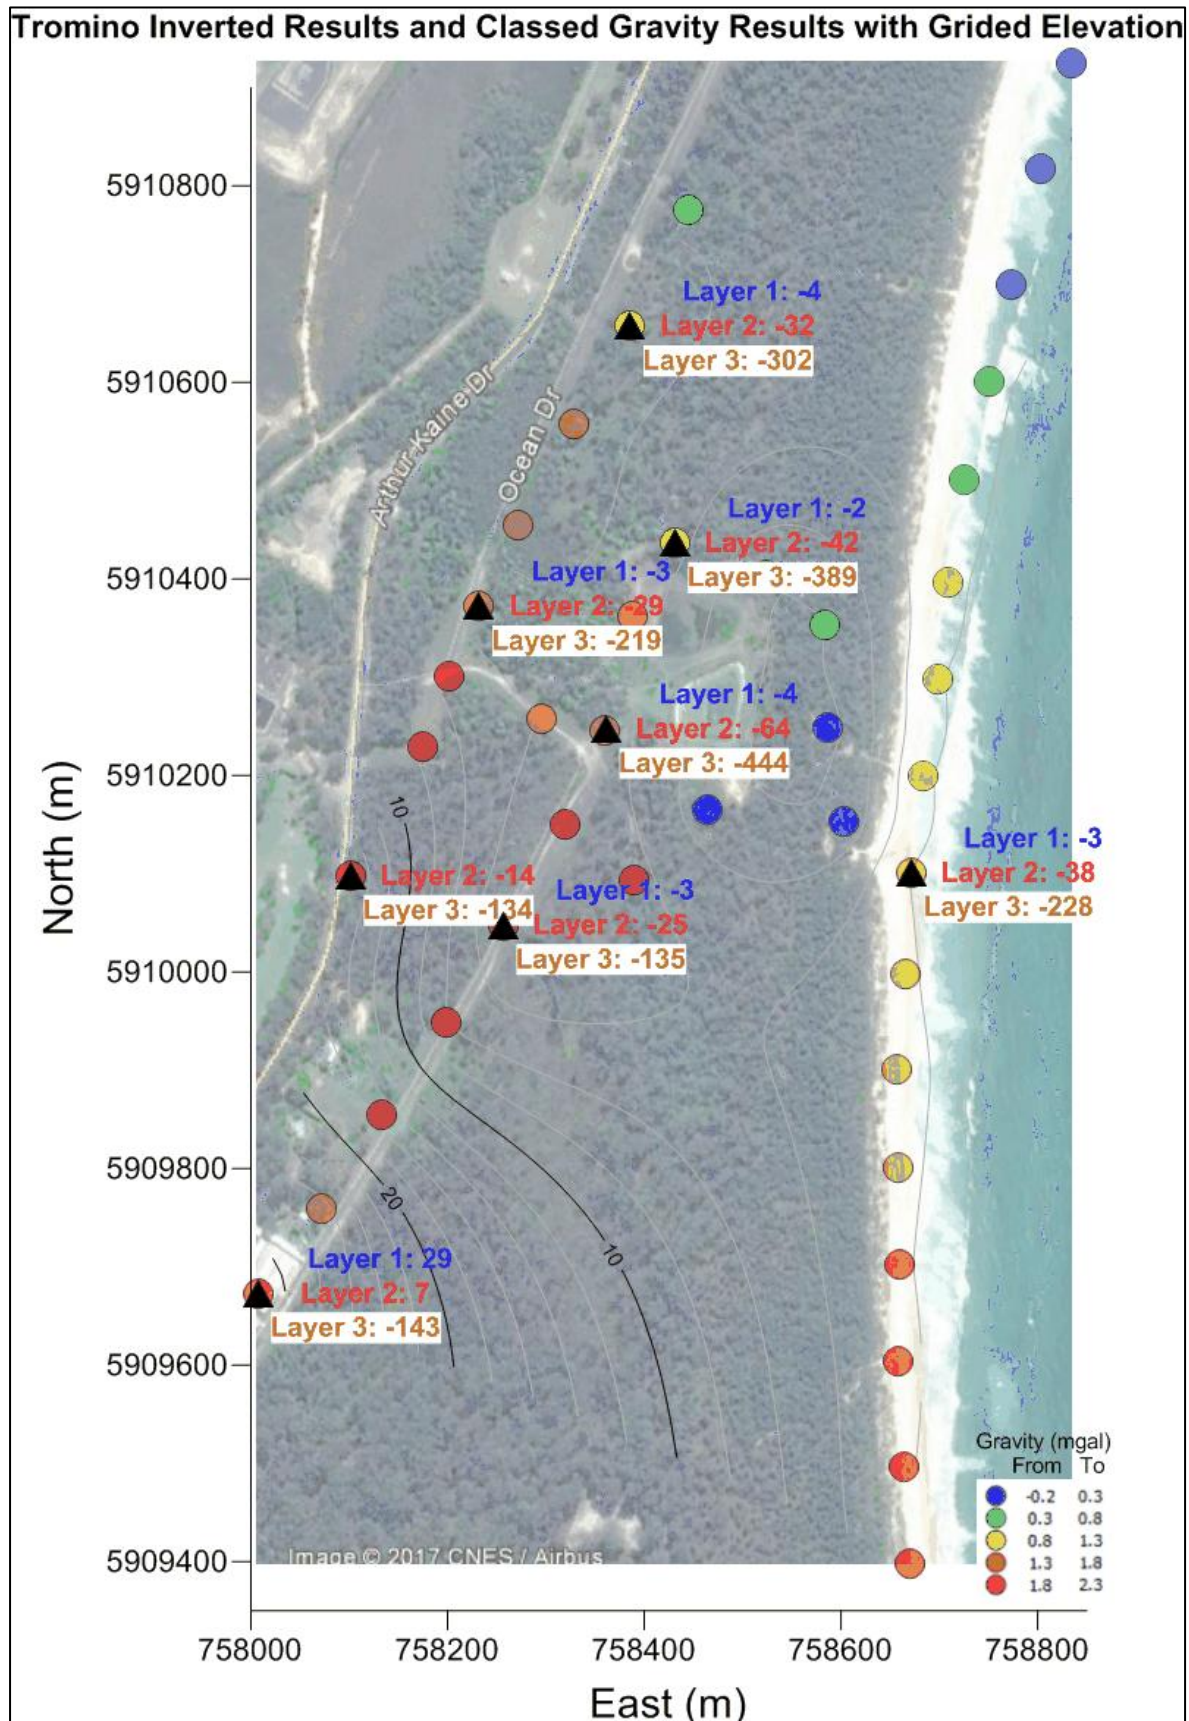 Tromino Inverted Results and Classed Gravity Results with Grided Elevation
5910800
Layer 1: -4
Layer 2: -32
Layer 3: -302
5910600
Arthur Kaine Dr
Ocean Dr
Layer 1: -2
Layer 2: -42
Layer 3: -389
5910400
Layer 1: -3
Layer 2: -29
Layer 3: -219
Layer 1: -4
Layer 2: -64
Layer 3: -444
5910200
10
Layer 1: -3
Layer 2: -38
Layer 3: -228
Layer 2: -14
Layer 3: -134
Layer 1: -3
Layer 2: -25
Layer 3: -135
5910000
North (m)
5909800
20
10
Layer 1: 29
Layer 2: 7
Layer 3: -143
5909600
Gravity (mgal)
From To
-0.2 0.3
0.3 0.8
0.8 1.3
1.3 1.8
1.8 2.3
5909400
Image © 2017 CNES / Airbus
758000 758200 758400 758600 758800
East (m)